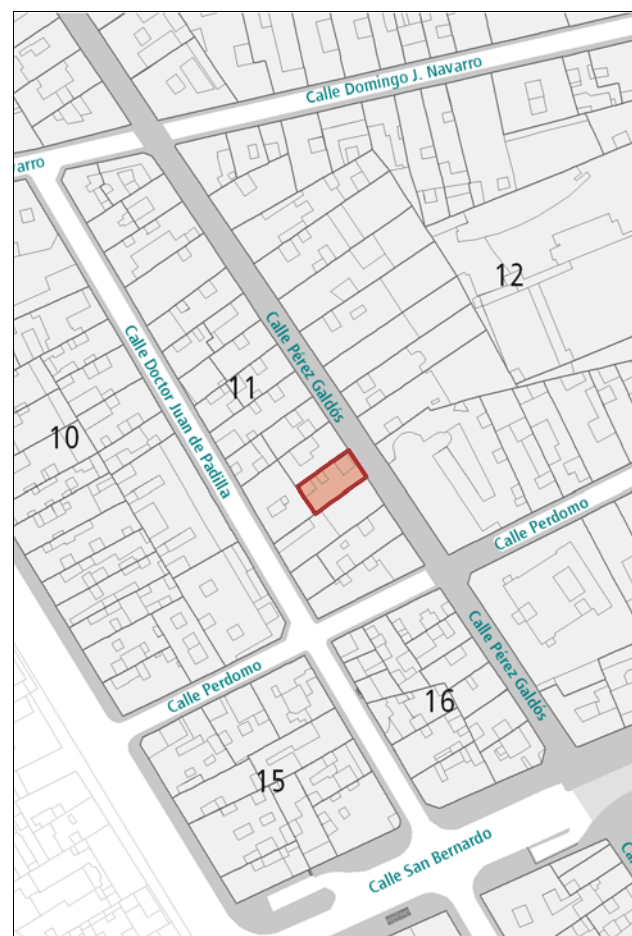 Calle Domingo J. Navarro
varro
12
Calle Pérez Galdós
Calle Doctor Juan de Padilla
11
10
Calle Perdomo
Calle Pérez Galdós
Calle Perdomo
16
15
Calle San Bernardo